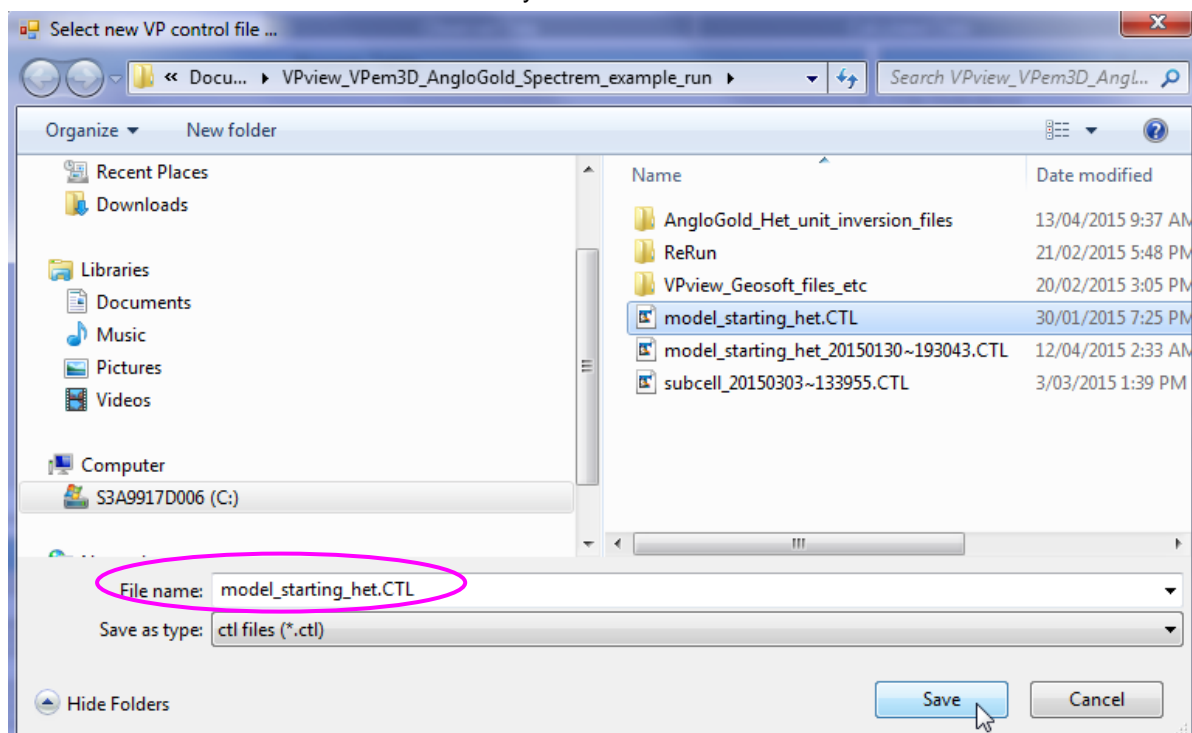 Select new VP control file ...
« Docu... ▸ VPview_VPem3D_AngloGold_Spectrem_example_run ▸ Search VPview_VPem3D_Angl...
Organize New folder
Recent Places
Downloads
Libraries
Documents
Music
Pictures
Videos
Computer
S3A9917D006 (C:)
Name Date modified
AngloGold_Het_unit_inversion_files 13/04/2015 9:37 AM
ReRun 21/02/2015 5:48 PM
VPview_Geosoft_files_etc 20/02/2015 3:05 PM
model_starting_het.CTL 30/01/2015 7:25 PM
model_starting_het_20150130~193043.CTL 12/04/2015 2:33 AM
subcell_20150303~133955.CTL 3/03/2015 1:39 PM
File name: model_starting_het.CTL
Save as type: ctl files (*.ctl)
Hide Folders Save Cancel